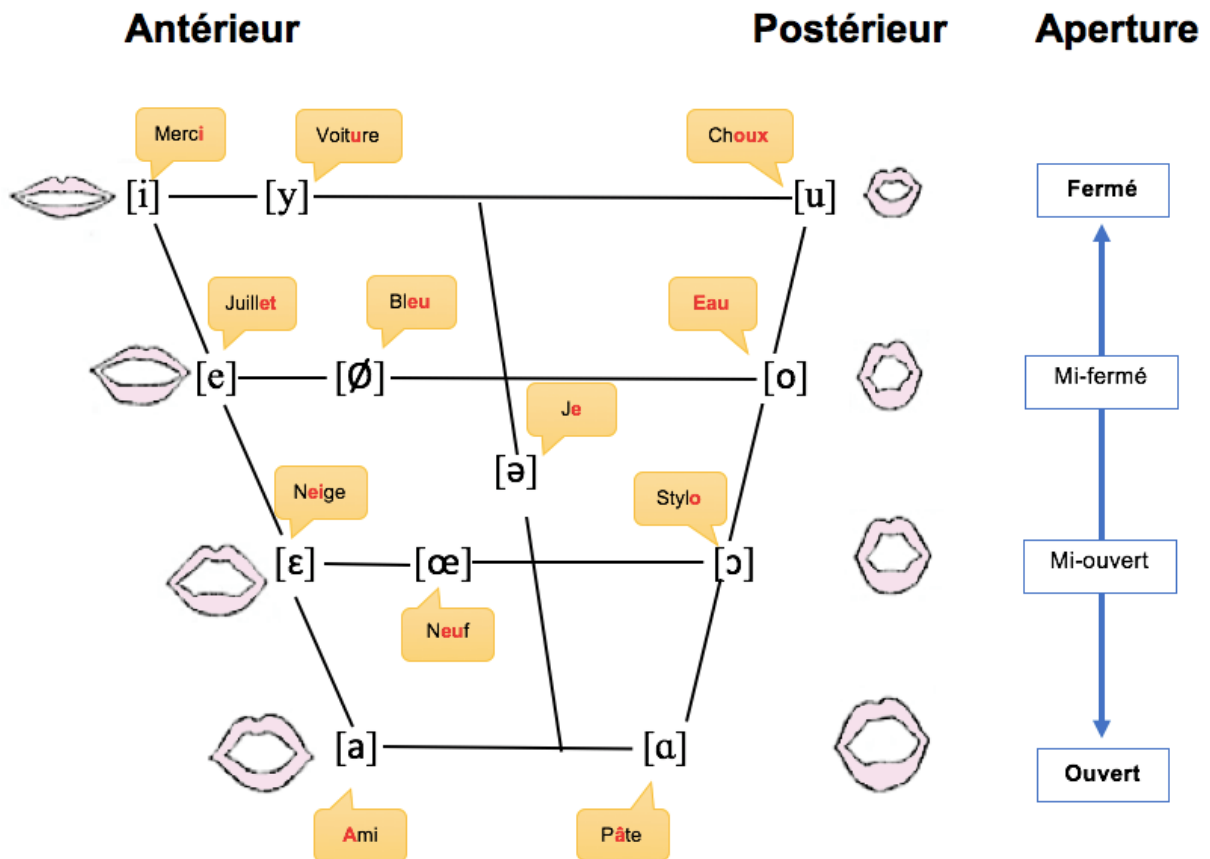 Antérieur Postérieur Aperture
Merci Voiture Choux
[i] [y] [u] Fermé
Juillet Bleu Eau
[e] [Ø] [o] Mi-fermé
Je
[ə]
Neige Stylo
[ɛ] [œ] [ɔ] Mi-ouvert
Neuf
[a] [ɑ] Ouvert
Ami Pâte